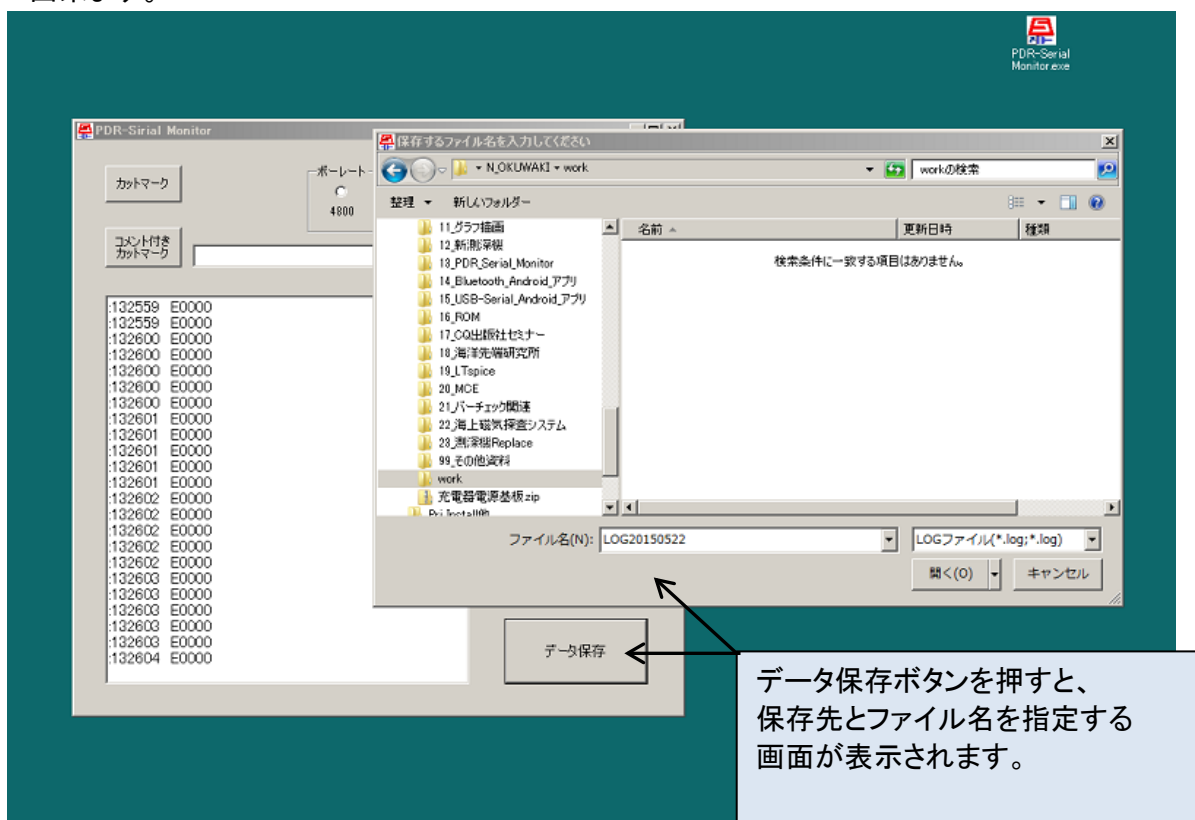 PDR-Serial
Monitor.exe
PDR-Sirial Monitor
カットマーク
ボーレート
4800
コメント付き
カットマーク
:132559 E0000
:132559 E0000
:132600 E0000
:132600 E0000
:132600 E0000
:132600 E0000
:132600 E0000
:132601 E0000
:132601 E0000
:132601 E0000
:132601 E0000
:132601 E0000
:132602 E0000
:132602 E0000
:132602 E0000
:132602 E0000
:132602 E0000
:132603 E0000
:132603 E0000
:132603 E0000
:132603 E0000
:132603 E0000
:132604 E0000
データ保存
保存するファイル名を入力してください
N_OKUWAKI
work
workの検索
整理
新しいフォルダー
11_グラフ描画
12_新測深機
13_PDR_Serial_Monitor
14_Bluetooth_Android_アプリ
15_USB-Serial_Android_アプリ
16_ROM
17_CQ出版社セミナー
18_海洋先端研究所
19_LTspice
20_MCE
21_バーチェック関連
22_海上磁気探査システム
23_測深機Replace
99_その他資料
work
充電器電源基板.zip
名前
更新日時
種類
検索条件に一致する項目はありません。
ファイル名(N):
LOG20150522
LOGファイル(*.log;*.log)
開く(O)
キャンセル
データ保存ボタンを押すと、
保存先とファイル名を指定する
画面が表示されます。